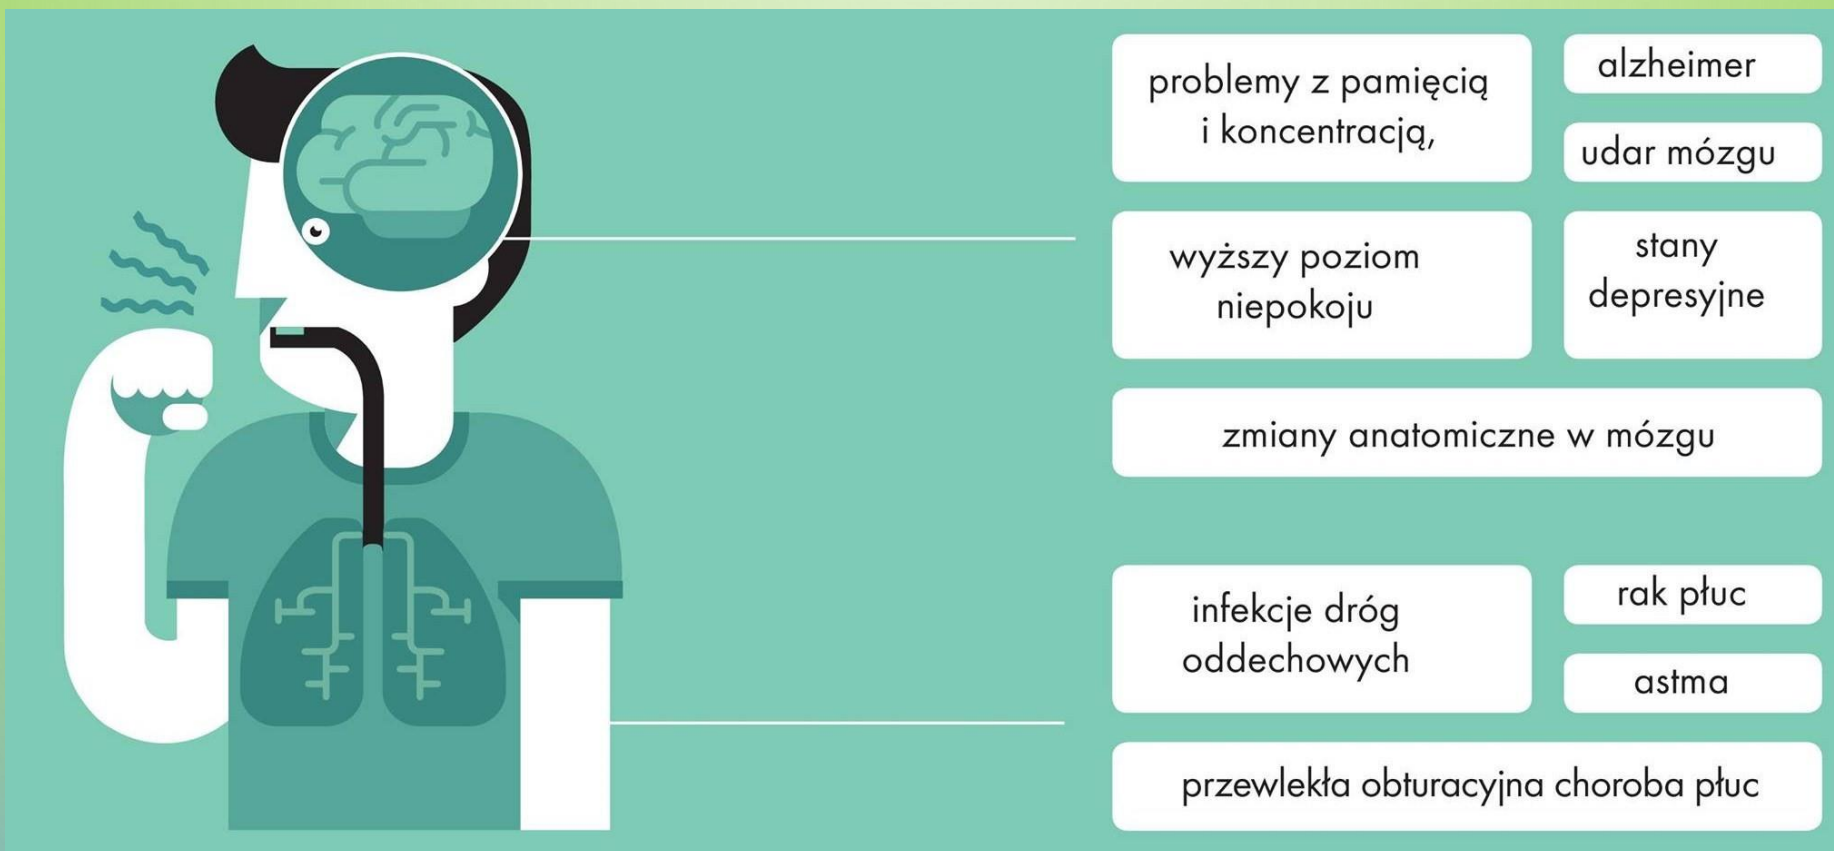 problemy z pamięcią
i koncentracją,
alzheimer
udar mózgu
wyższy poziom
niepokoju
stany
depresyjne
zmiany anatomiczne w mózgu
infekcje dróg
oddechowych
rak płuc
astma
przewlekła obturacyjna choroba płuc